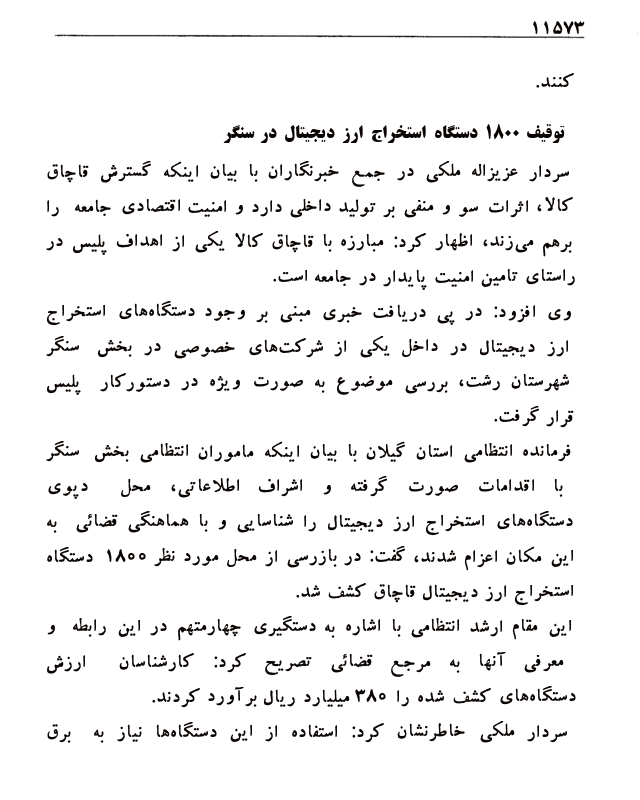 ۱۱۵۷۳
کنند.
توقیف ۱۸۰۰ دستگاه استخراج ارز دیجیتال در سنگر
سردار عزیزاله ملکی در جمع خبرنگاران با بیان اینکه گسترش قاچاق
کالا، اثرات سو و منفی بر تولید داخلی دارد و امنیت اقتصادی جامعه را
برهم می‌زند، اظهار کرد: مبارزه با قاچاق کالا یکی از اهداف پلیس در
راستای تامین امنیت پایدار در جامعه است.
وی افزود: در پی دریافت خبری مبنی بر وجود دستگاه‌های استخراج
ارز دیجیتال در داخل یکی از شرکت‌های خصوصی در بخش سنگر
شهرستان رشت، بررسی موضوع به صورت ویژه در دستورکار پلیس
قرار گرفت.
فرمانده انتظامی استان گیلان با بیان اینکه ماموران انتظامی بخش سنگر
با اقدامات صورت گرفته و اشراف اطلاعاتی، محل دپوی
دستگاه‌های استخراج ارز دیجیتال را شناسایی و با هماهنگی قضائی به
این مکان اعزام شدند، گفت: در بازرسی از محل مورد نظر ۱۸۰۰ دستگاه
استخراج ارز دیجیتال قاچاق کشف شد.
این مقام ارشد انتظامی با اشاره به دستگیری چهارمتهم در این رابطه و
معرفی آنها به مرجع قضائی تصریح کرد: کارشناسان ارزش
دستگاه‌های کشف شده را ۳۸۰ میلیارد ریال برآورد کردند.
سردار ملکی خاطرنشان کرد: استفاده از این دستگاه‌ها نیاز به برق